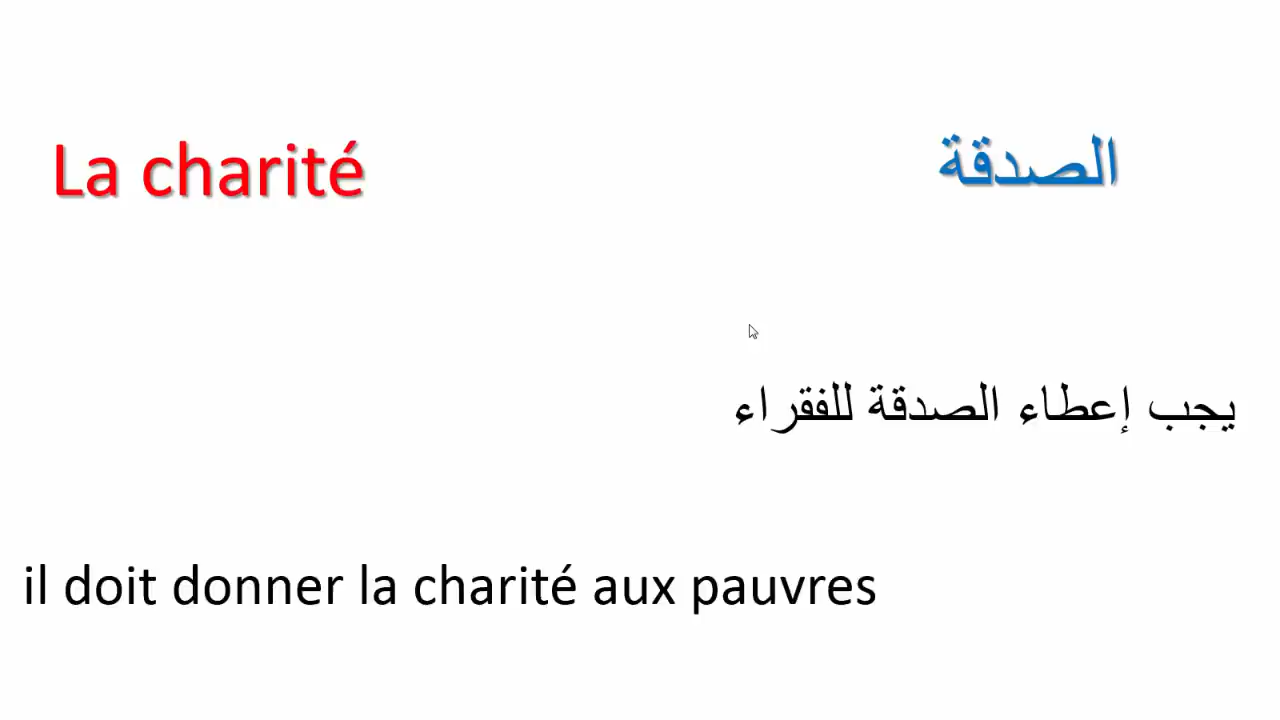 La charité
الصدقة
يجب إعطاء الصدقة للفقراء
il doit donner la charité aux pauvres